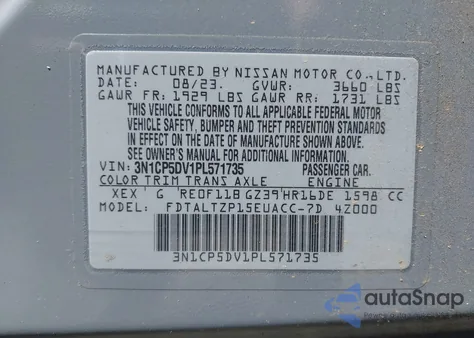 MANUFACTURED BY NISSAN MOTOR CO.,LTD.
DATE: 08/23. GVWR: 3660 LBS
GAWR FR: 1929 LBS GAWR RR: 1731 LBS
THIS VEHICLE CONFORMS TO ALL APPLICABLE FEDERAL MOTOR
VEHICLE SAFETY, BUMPER AND THEFT PREVENTION STANDARDS
IN EFFECT ON THE DATE OF MANUFACTURE SHOWN ABOVE.
SEE OWNER'S MANUAL FOR ADDITIONAL INFORMATION.
VIN: 3N1CP5DV1PL571735 PASSENGER CAR.
COLOR TRIM TRANS AXLE ENGINE
XEX G RE0F11B GZ39 HR16DE 1598 CC
MODEL: FDTALTZP15EUACC-7D 4Z000
3N1CP5DV1PL571735
autoSnap